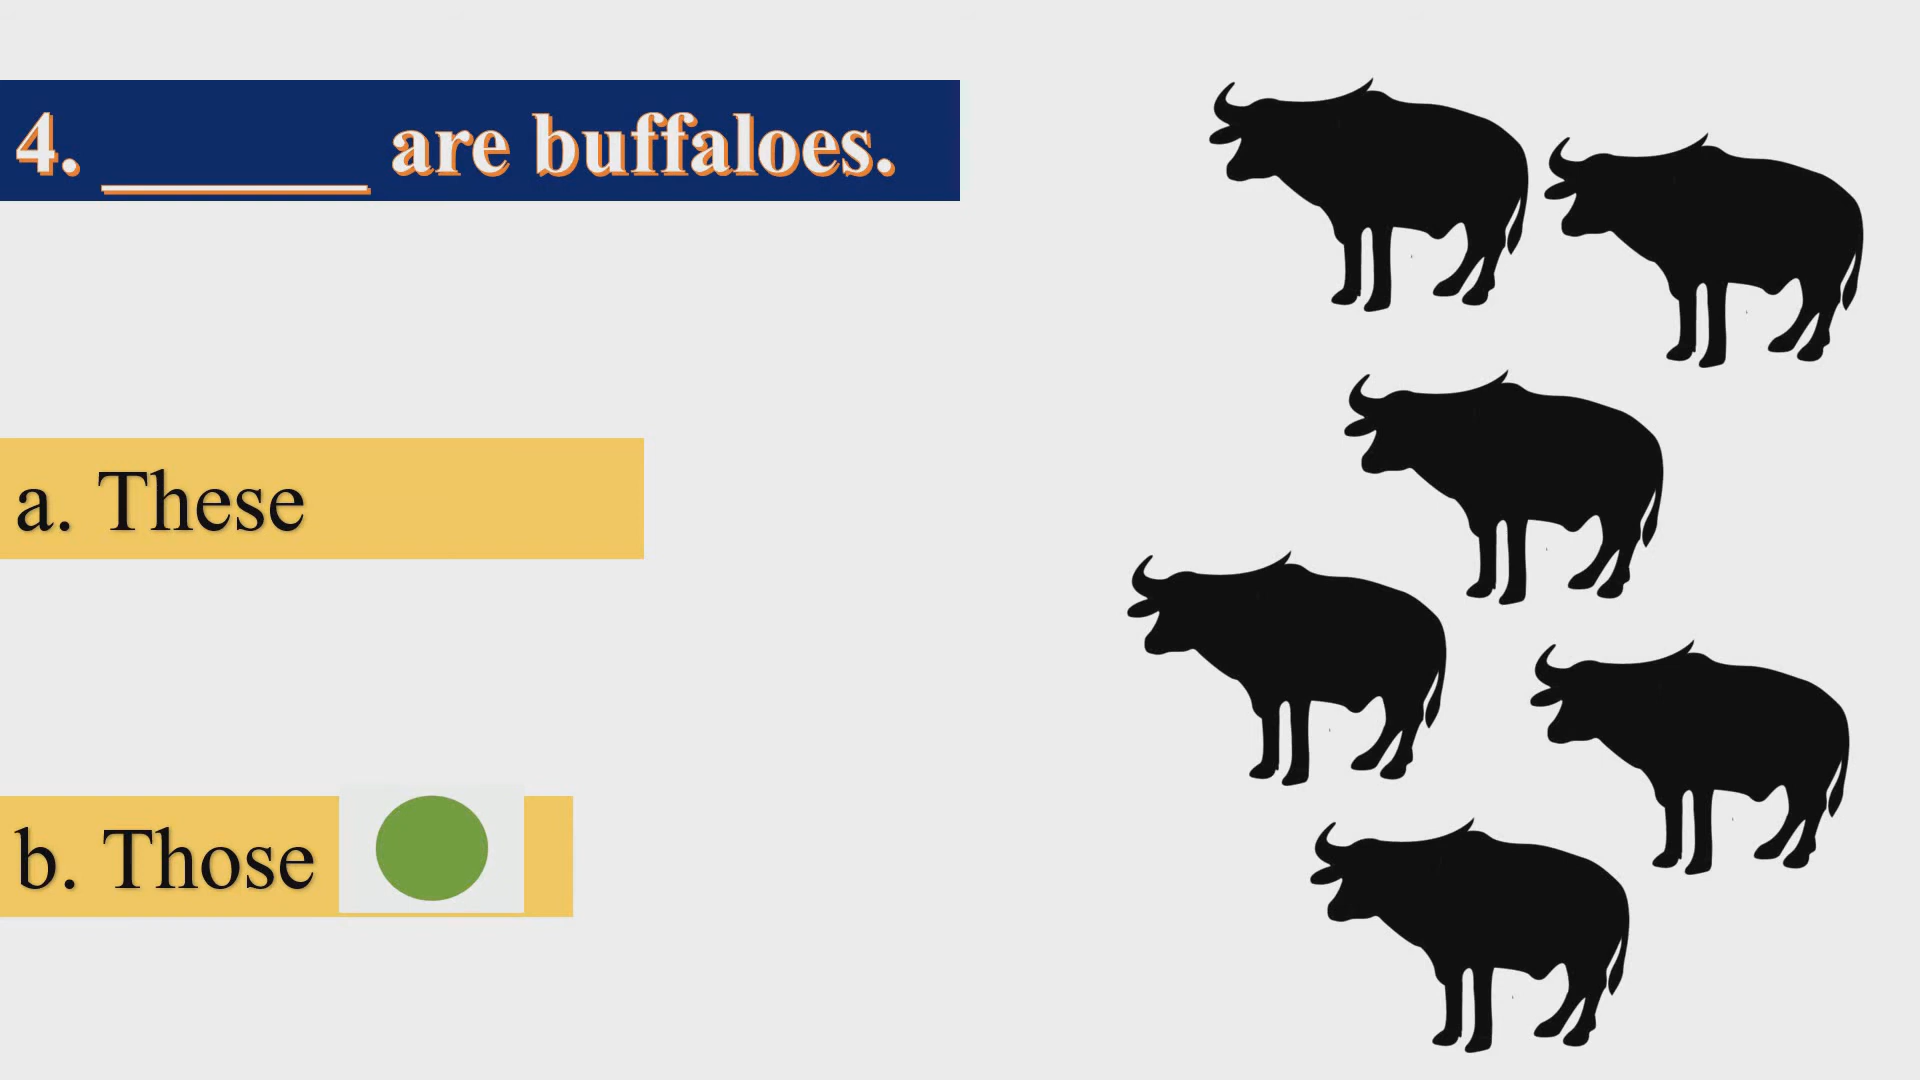 4. ______ are buffaloes.
a. These
b. Those